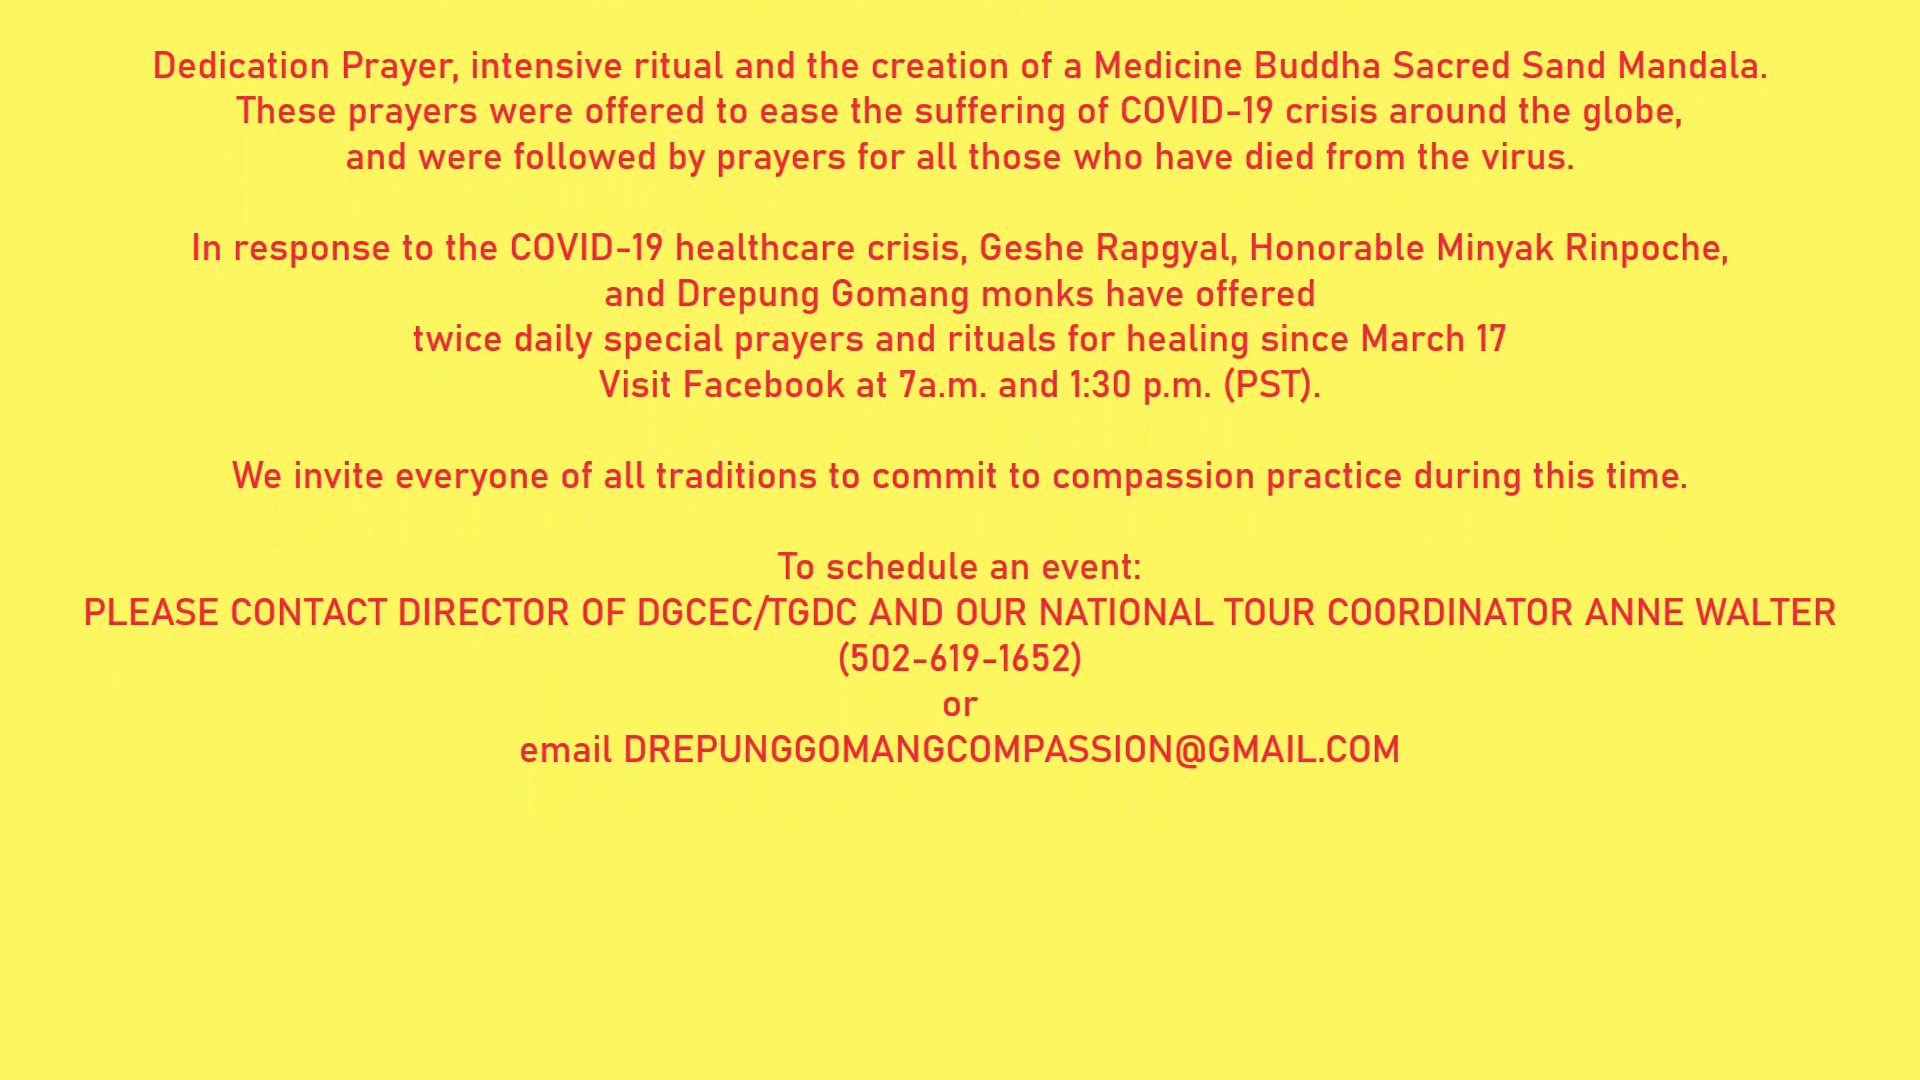 Dedication Prayer, intensive ritual and the creation of a Medicine Buddha Sacred Sand Mandala.
These prayers were offered to ease the suffering of COVID-19 crisis around the globe,
and were followed by prayers for all those who have died from the virus.
In response to the COVID-19 healthcare crisis, Geshe Rapgyal, Honorable Minyak Rinpoche,
and Drepung Gomang monks have offered
twice daily special prayers and rituals for healing since March 17
Visit Facebook at 7a.m. and 1:30 p.m. (PST).
We invite everyone of all traditions to commit to compassion practice during this time.
To schedule an event:
PLEASE CONTACT DIRECTOR OF DGCEC/TGDC AND OUR NATIONAL TOUR COORDINATOR ANNE WALTER
(502-619-1652)
or
email DREPUNGGOMANGCOMPASSION@GMAIL.COM